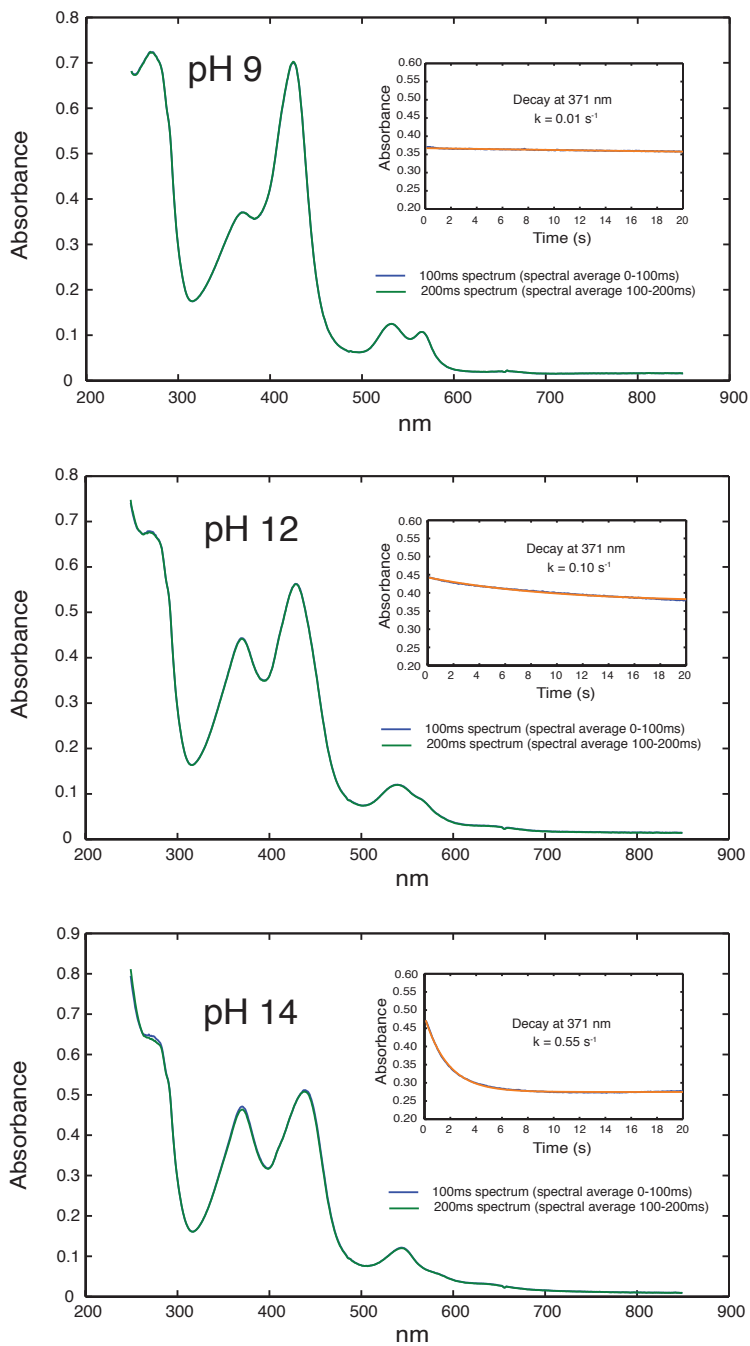 0.8
0.7
0.6
0.5
0.4
0.3
0.2
0.1
0
Absorbance
pH 9
0.60
0.55
0.50
0.45
0.40
0.35
0.30
0.25
0.20
Absorbance
Decay at 371 nm
k = 0.01 s⁻¹
0 2 4 6 8 10 12 14 16 18 20
Time (s)
100ms spectrum (spectral average 0-100ms)
200ms spectrum (spectral average 100-200ms)
200 300 400 500 600 700 800 900
nm
0.8
0.7
0.6
0.5
0.4
0.3
0.2
0.1
0
Absorbance
pH 12
0.60
0.55
0.50
0.45
0.40
0.35
0.30
0.25
0.20
Absorbance
Decay at 371 nm
k = 0.10 s⁻¹
0 2 4 6 8 10 12 14 16 18 20
Time (s)
100ms spectrum (spectral average 0-100ms)
200ms spectrum (spectral average 100-200ms)
200 300 400 500 600 700 800 900
nm
0.9
0.8
0.7
0.6
0.5
0.4
0.3
0.2
0.1
0
Absorbance
pH 14
0.60
0.55
0.50
0.45
0.40
0.35
0.30
0.25
0.20
Absorbance
Decay at 371 nm
k = 0.55 s⁻¹
0 2 4 6 8 10 12 14 16 18 20
Time (s)
100ms spectrum (spectral average 0-100ms)
200ms spectrum (spectral average 100-200ms)
200 300 400 500 600 700 800 900
nm